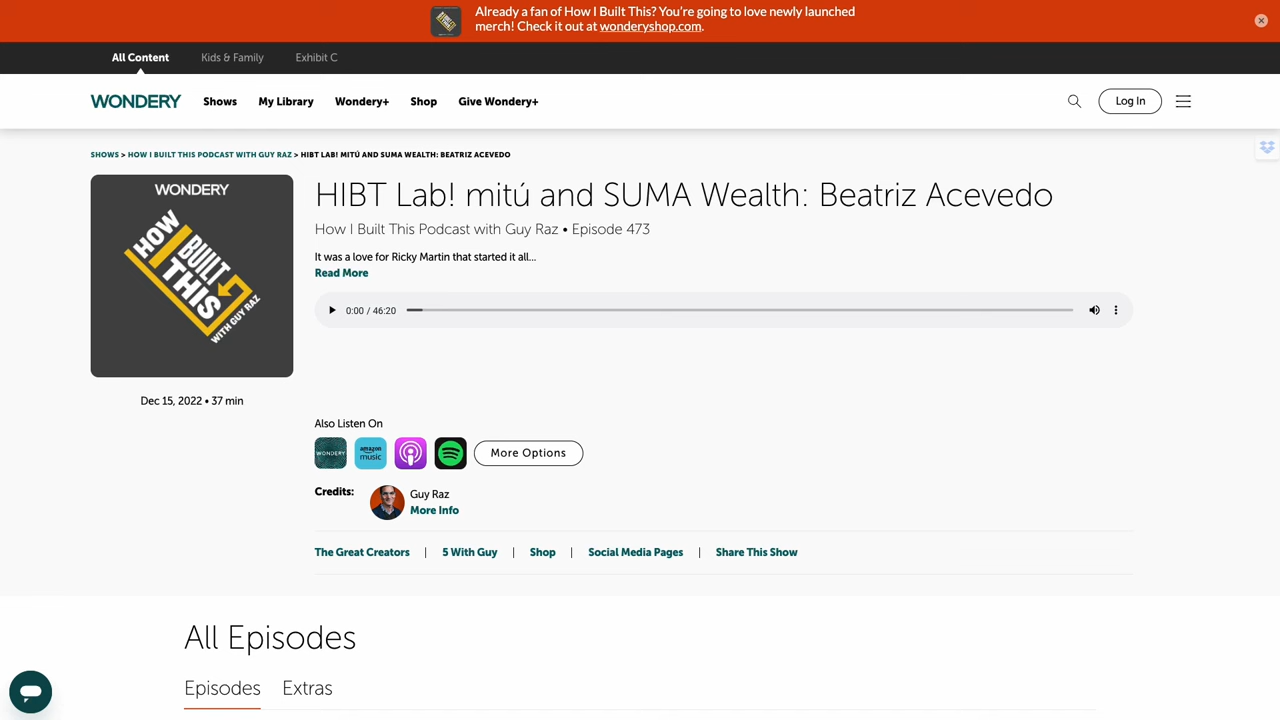 Already a fan of How I Built This? You're going to love newly launched
merch! Check it out at wonderyshop.com.
All Content
Kids & Family
Exhibit C
WONDERY
Shows
My Library
Wondery+
Shop
Give Wondery+
Log In
SHOWS > HOW I BUILT THIS PODCAST WITH GUY RAZ > HIBT LAB! MITÚ AND SUMA WEALTH: BEATRIZ ACEVEDO
WONDERY
HOW
I BUILT
THIS
WITH GUY RAZ
Dec 15, 2022 • 37 min
HIBT Lab! mitú and SUMA Wealth: Beatriz Acevedo
How I Built This Podcast with Guy Raz • Episode 473
It was a love for Ricky Martin that started it all...
Read More
0:00 / 46:20
Also Listen On
WONDERY
amazon
music
More Options
Credits:
Guy Raz
More Info
The Great Creators | 5 With Guy | Shop | Social Media Pages | Share This Show
All Episodes
Episodes
Extras